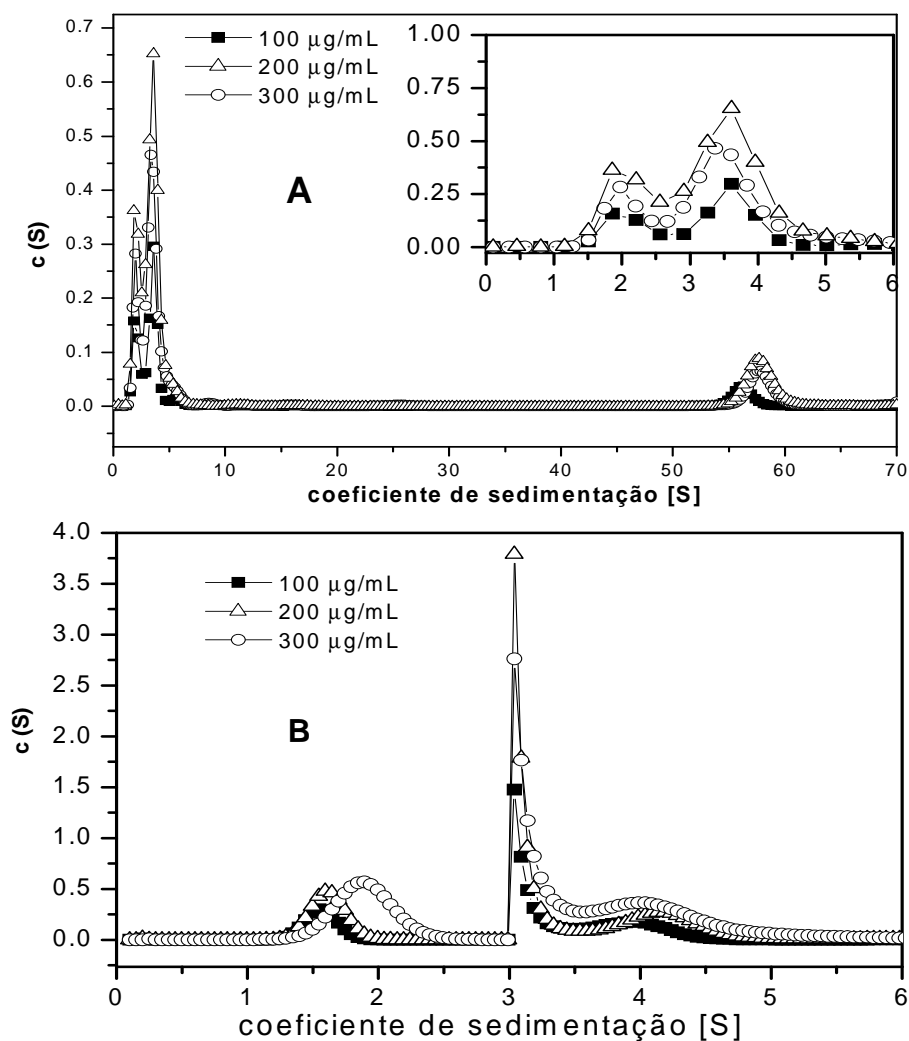 0.7
0.6
0.5
0.4
0.3
0.2
0.1
0.0
c (S)
100 μg/mL
200 μg/mL
300 μg/mL
A
1.00
0.75
0.50
0.25
0.00
0 1 2 3 4 5 6
0 10 20 30 40 50 60 70
coeficiente de sedimentação [S]
4.0
3.5
3.0
2.5
2.0
1.5
1.0
0.5
0.0
c (S)
100 μg/mL
200 μg/mL
300 μg/mL
B
0 1 2 3 4 5 6
coeficiente de sedimentação [S]